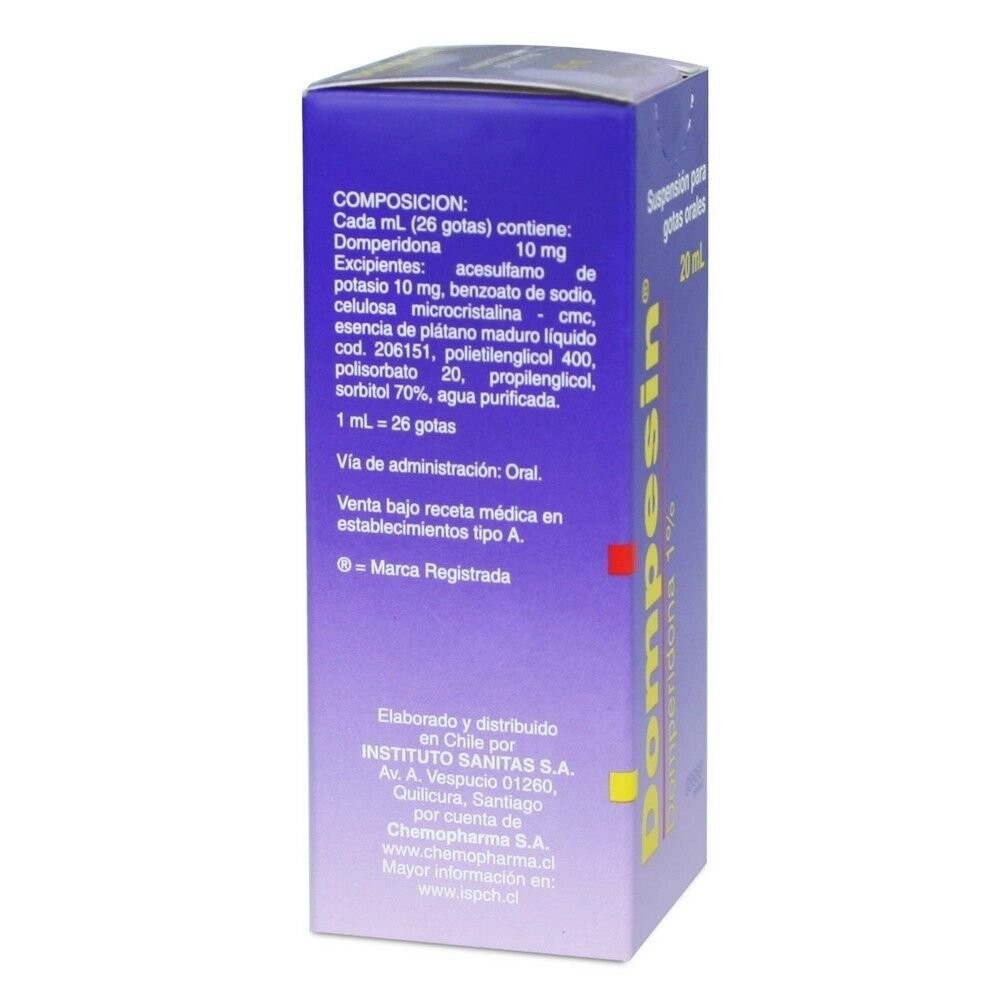 COMPOSICION:
Cada mL (26 gotas) contiene:
Domperidona 10 mg
Excipientes: acesulfamo de
potasio 10 mg, benzoato de sodio,
celulosa microcristalina - cmc,
esencia de plátano maduro líquido
cod. 206151, polietilenglicol 400,
polisorbato 20, propilenglicol,
sorbitol 70%, agua purificada.
1 mL = 26 gotas
Vía de administración: Oral.
Venta bajo receta médica en
establecimientos tipo A.
® = Marca Registrada
Elaborado y distribuido
en Chile por
INSTITUTO SANITAS S.A.
Av. A. Vespucio 01260,
Quilicura, Santiago
por cuenta de
Chemopharma S.A.
www.chemopharma.cl
Mayor información en:
www.ispch.cl
Suspensión para
gotas orales
20 mL
Dompesin®
Domperidona 1%